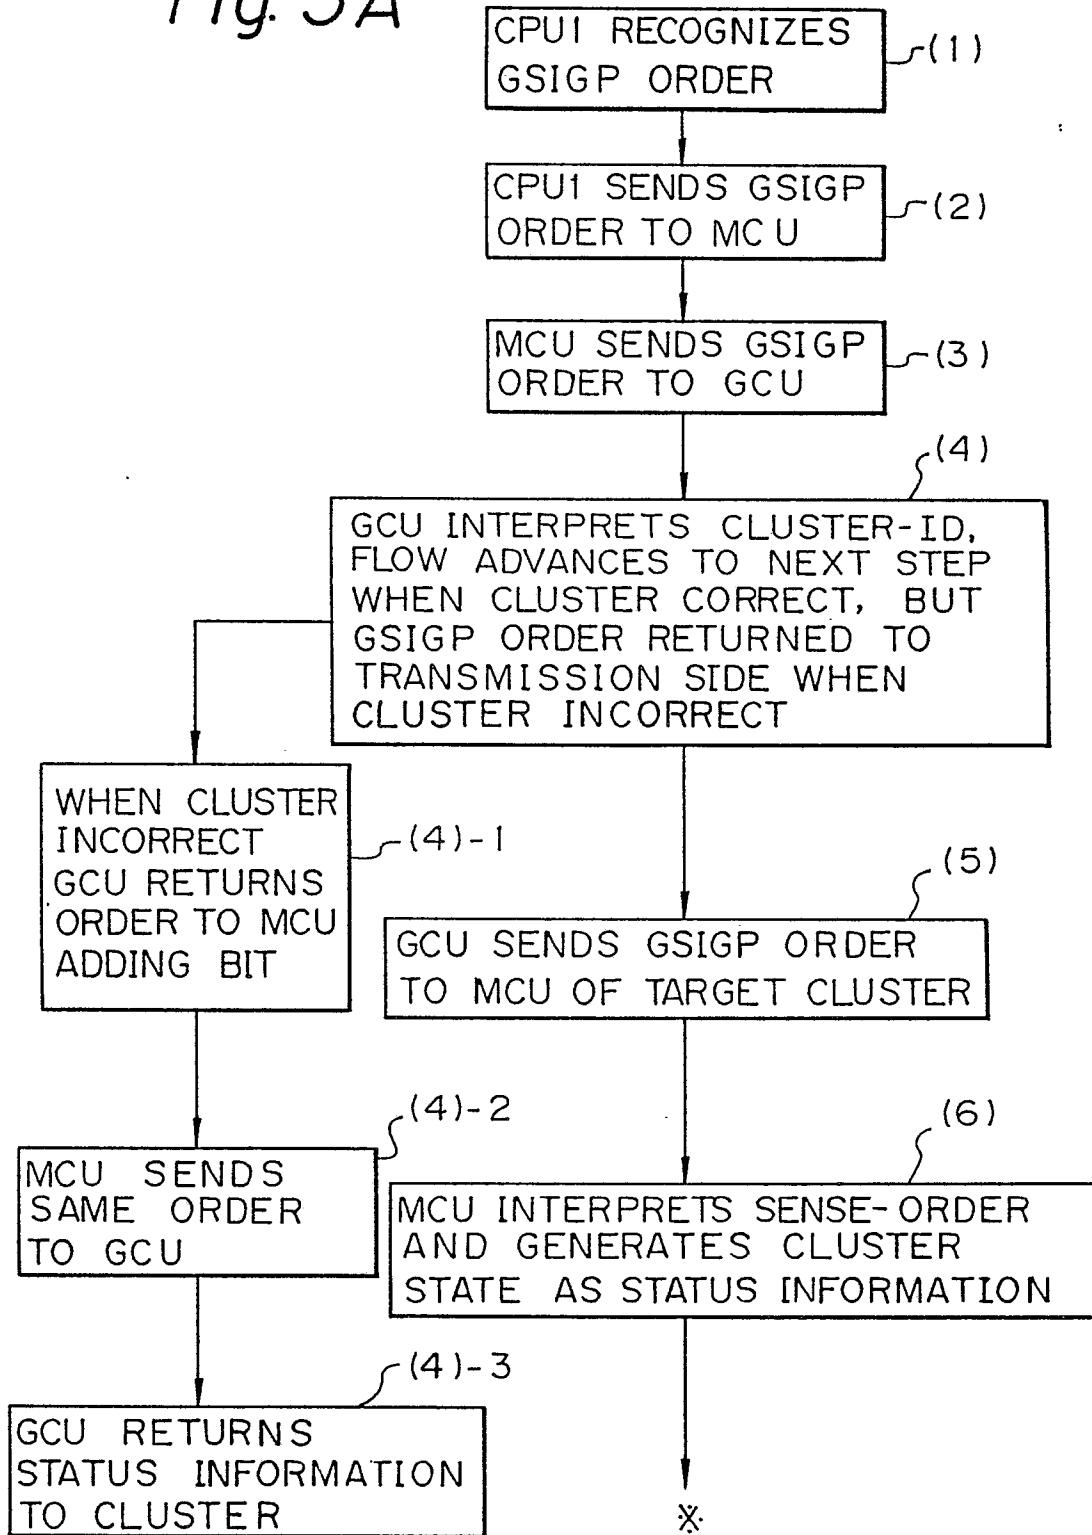 Fig. 5A
CPU1 RECOGNIZES
GSIGP ORDER
(1)
CPU1 SENDS GSIGP
ORDER TO MCU
(2)
MCU SENDS GSIGP
ORDER TO GCU
(3)
(4)
GCU INTERPRETS CLUSTER-ID,
FLOW ADVANCES TO NEXT STEP
WHEN CLUSTER CORRECT, BUT
GSIGP ORDER RETURNED TO
TRANSMISSION SIDE WHEN
CLUSTER INCORRECT
WHEN CLUSTER
INCORRECT
GCU RETURNS
ORDER TO MCU
ADDING BIT
(4)-1
(5)
GCU SENDS GSIGP ORDER
TO MCU OF TARGET CLUSTER
(4)-2
MCU SENDS
SAME ORDER
TO GCU
(6)
MCU INTERPRETS SENSE-ORDER
AND GENERATES CLUSTER
STATE AS STATUS INFORMATION
(4)-3
GCU RETURNS
STATUS INFORMATION
TO CLUSTER
※